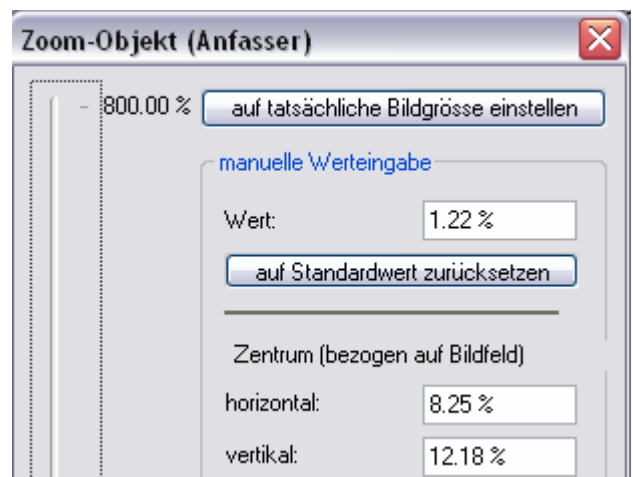 Zoom-Objekt (Anfasser)
800.00 %
auf tatsächliche Bildgrösse einstellen
manuelle Werteingabe
Wert: 1.22 %
auf Standardwert zurücksetzen
Zentrum (bezogen auf Bildfeld)
horizontal: 8.25 %
vertikal: 12.18 %